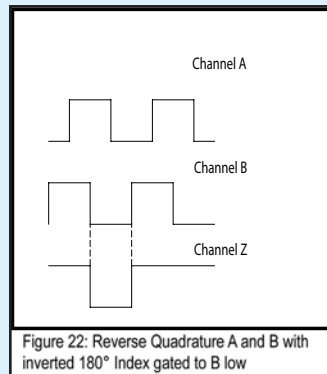 Channel A
Channel B
Channel Z
Figure 22: Reverse Quadrature A and B with
inverted 180° Index gated to B low